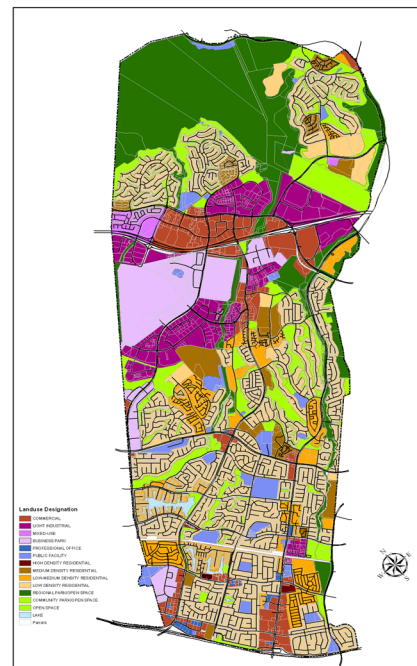 Landuse Designation
COMMERCIAL
LIGHT INDUSTRIAL
MIXED-USE
BUSINESS PARK
PROFESSIONAL OFFICE
PUBLIC FACILITY
HIGH DENSITY RESIDENTIAL
MEDIUM DENSITY RESIDENTIAL
LOW-MEDIUM DENSITY RESIDENTIAL
LOW DENSITY RESIDENTIAL
REGIONAL PARK/OPEN SPACE
COMMUNITY PARK/OPEN SPACE
OPEN SPACE
LAKE
Parcels
N
E
W
S